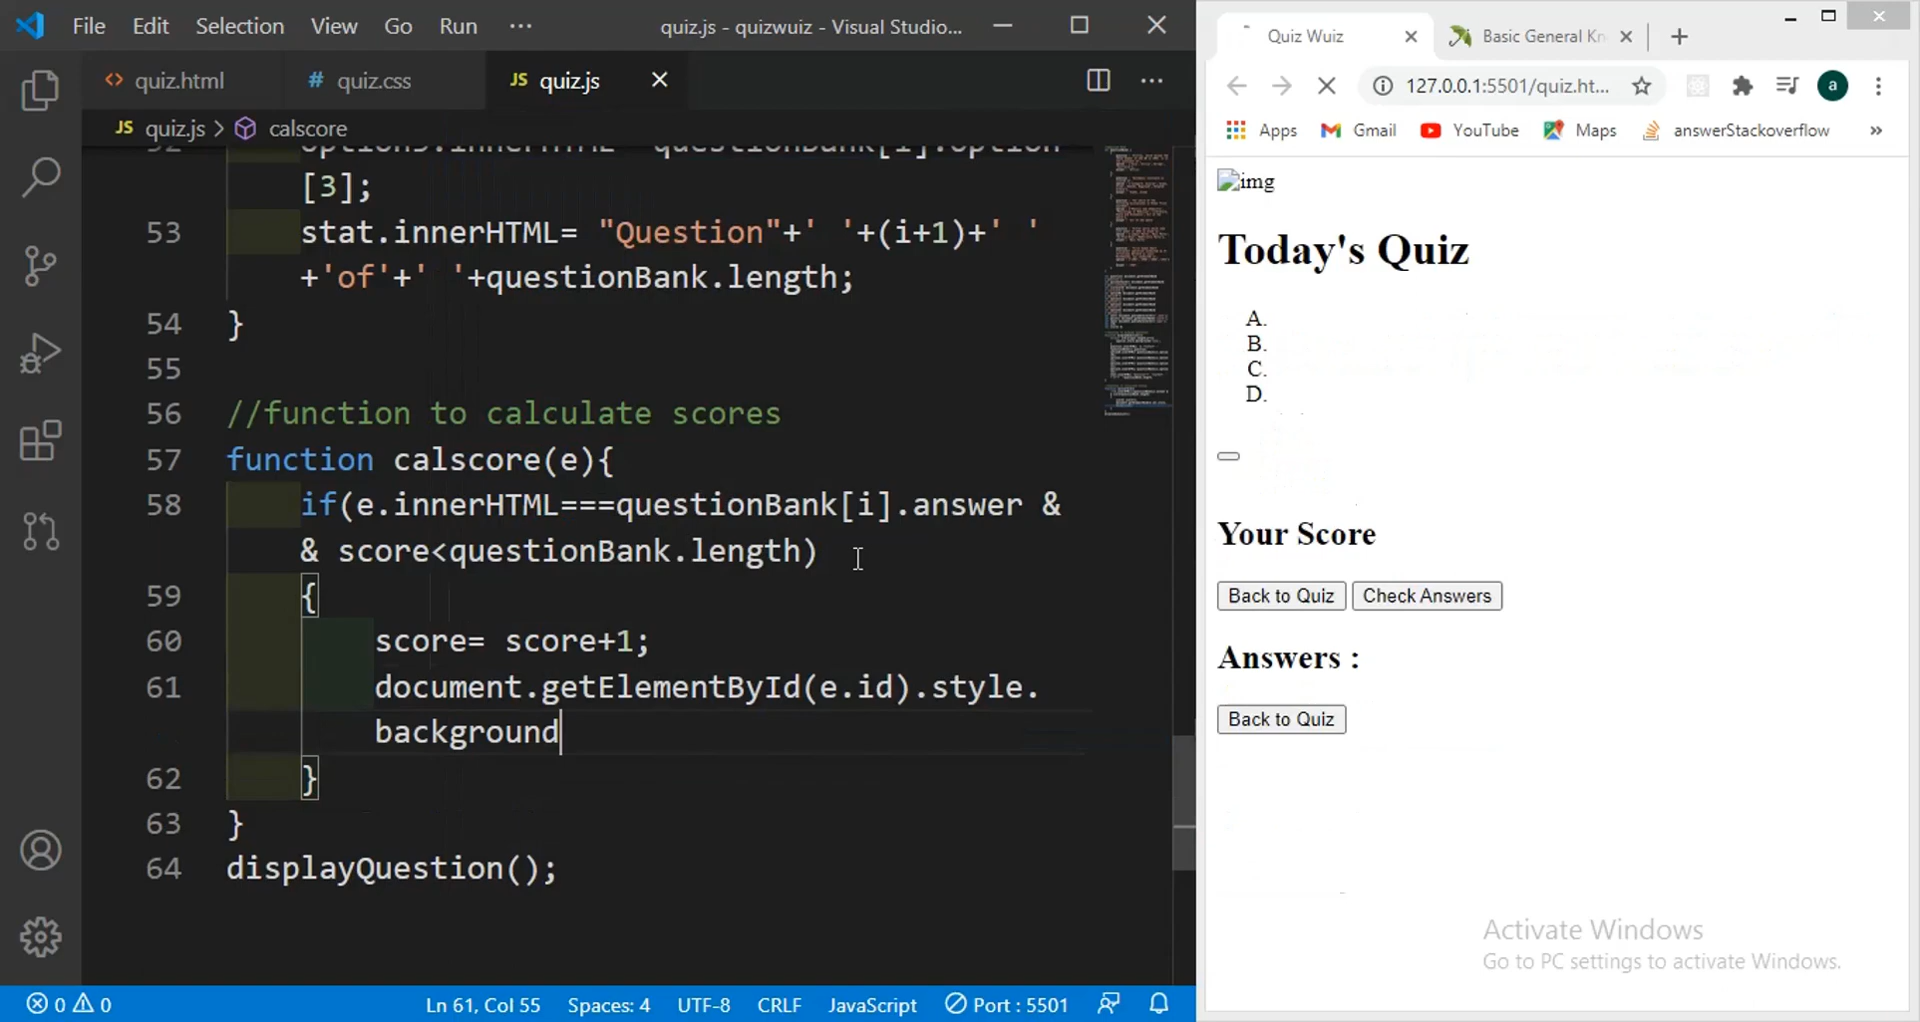 File Edit Selection View Go Run ··· quiz.js - quizwuiz - Visual Studio...
quiz.html quiz.css JS quiz.js
JS quiz.js > calscore
52 option3.innerHTML= questionBank[i].option
[3];
53 stat.innerHTML= "Question"+' '+(i+1)+' '
+'of'+' '+questionBank.length;
54 }
55
56 //function to calculate scores
57 function calscore(e){
58 if(e.innerHTML===questionBank[i].answer &
& score<questionBank.length)
59 {
60 score= score+1;
61 document.getElementById(e.id).style.
background
62 }
63 }
64 displayQuestion();
0 0 Ln 61, Col 55 Spaces: 4 UTF-8 CRLF JavaScript Port : 5501
Quiz Wuiz Basic General Kn
127.0.0.1:5501/quiz.ht... a
Apps Gmail YouTube Maps answerStackoverflow »
img
Today's Quiz
A.
B.
C.
D.
Your Score
Back to Quiz Check Answers
Answers :
Back to Quiz
Activate Windows
Go to PC settings to activate Windows.